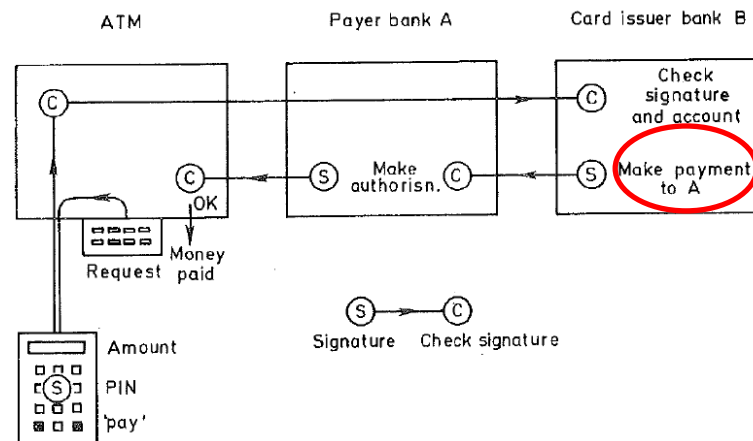 ATM
Payer bank A
Card issuer bank B
C
C
Check
signature
and account
C
OK
S
Make
authorisn.
C
S
Make payment
to A
Request
Money
paid
S
C
Signature
Check signature
Amount
S
PIN
'pay'